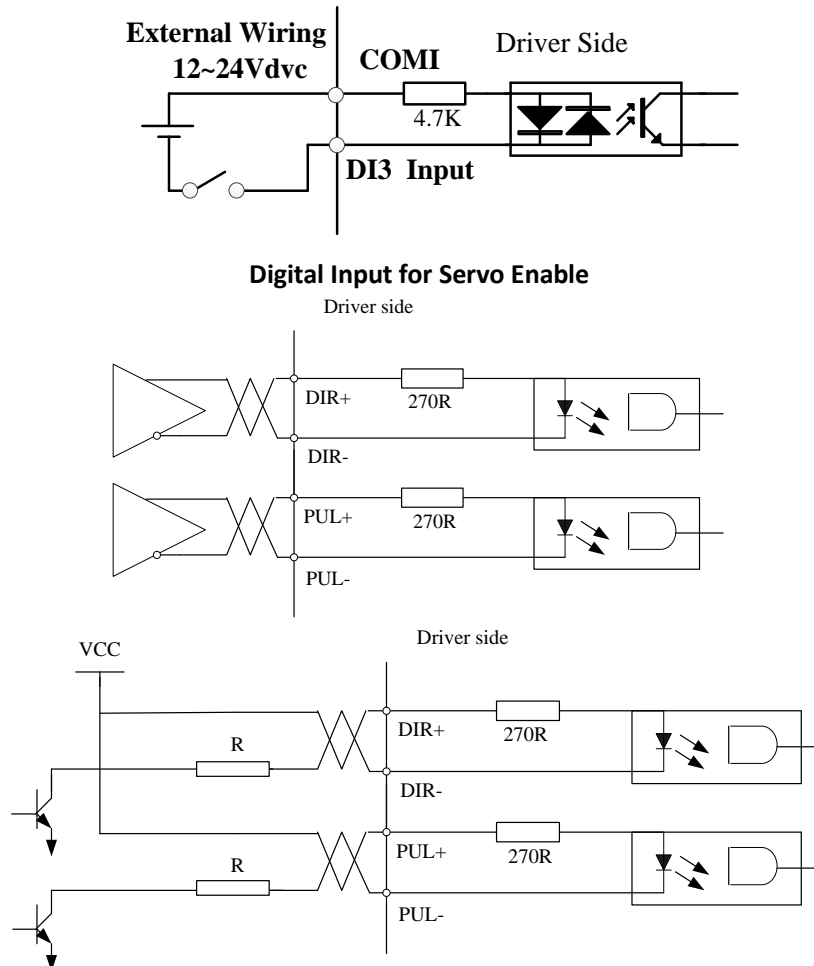 External Wiring
12~24Vdvc
COMI
Driver Side
4.7K
DI3 Input
Digital Input for Servo Enable
Driver side
DIR+
270R
DIR-
PUL+
270R
PUL-
Driver side
VCC
DIR+
270R
R
DIR-
PUL+
270R
R
PUL-